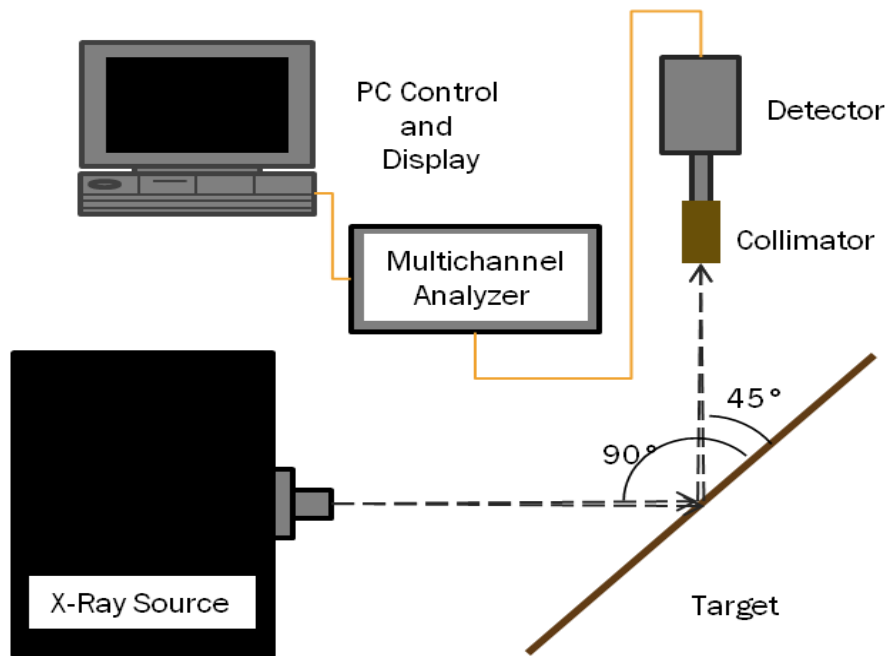 PC Control
and
Display
Detector
Collimator
Multichannel
Analyzer
45°
90°
X-Ray Source
Target